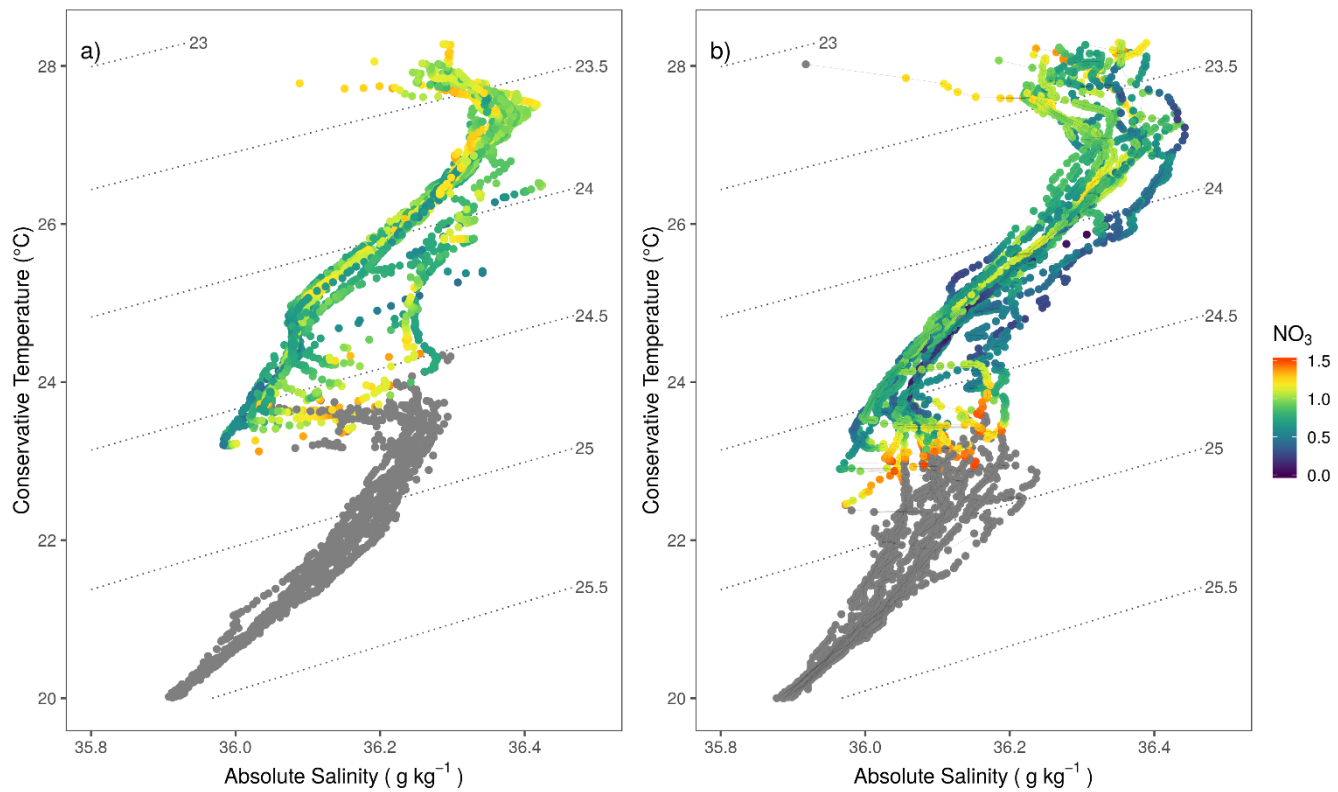 a)
23
23.5
24
24.5
25
25.5
28
26
24
22
20
Conservative Temperature (°C)
35.8 36.0 36.2 36.4
Absolute Salinity ( g kg⁻¹)
b)
23
23.5
24
24.5
25
25.5
28
26
24
22
20
Conservative Temperature (°C)
35.8 36.0 36.2 36.4
Absolute Salinity ( g kg⁻¹)
NO₃
1.5
1.0
0.5
0.0